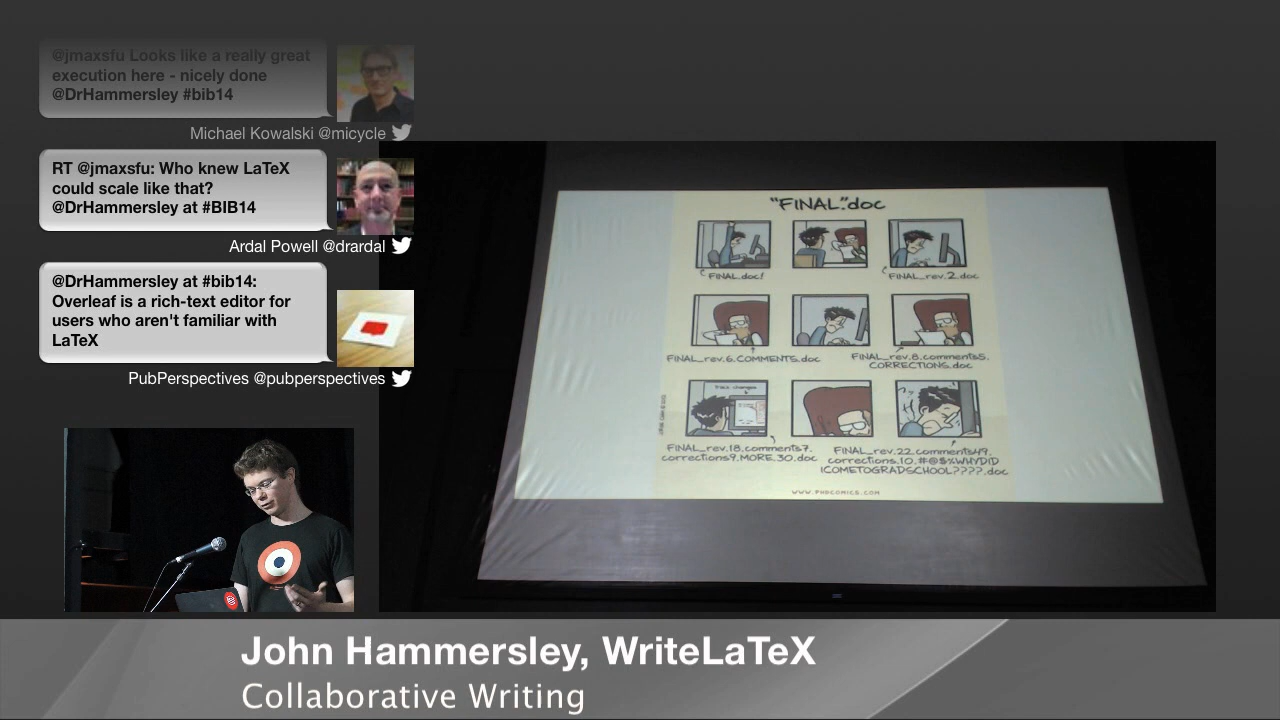 @jmaxsfu Looks like a really great
execution here - nicely done
@DrHammersley #bib14
Michael Kowalski @micycle
RT @jmaxsfu: Who knew LaTeX
could scale like that?
@DrHammersley at #BIB14
Ardal Powell @drardal
@DrHammersley at #bib14:
Overleaf is a rich-text editor for
users who aren't familiar with
LaTeX
PubPerspectives @pubperspectives
"FINAL".doc
FINAL.doc!
FINAL_rev.2.doc
FINAL_rev.6.COMMENTS.doc
FINAL_rev.8.comments5.
CORRECTIONS.doc
Track changes
FINAL_rev.18.comments7.
corrections9.MORE.30.doc
FINAL_rev.22.comments49.
corrections.10.#@$%WHYDID
ICOMETOGRADSCHOOL????.doc
WWW.PHDCOMICS.COM
John Hammersley, WriteLaTeX
Collaborative Writing